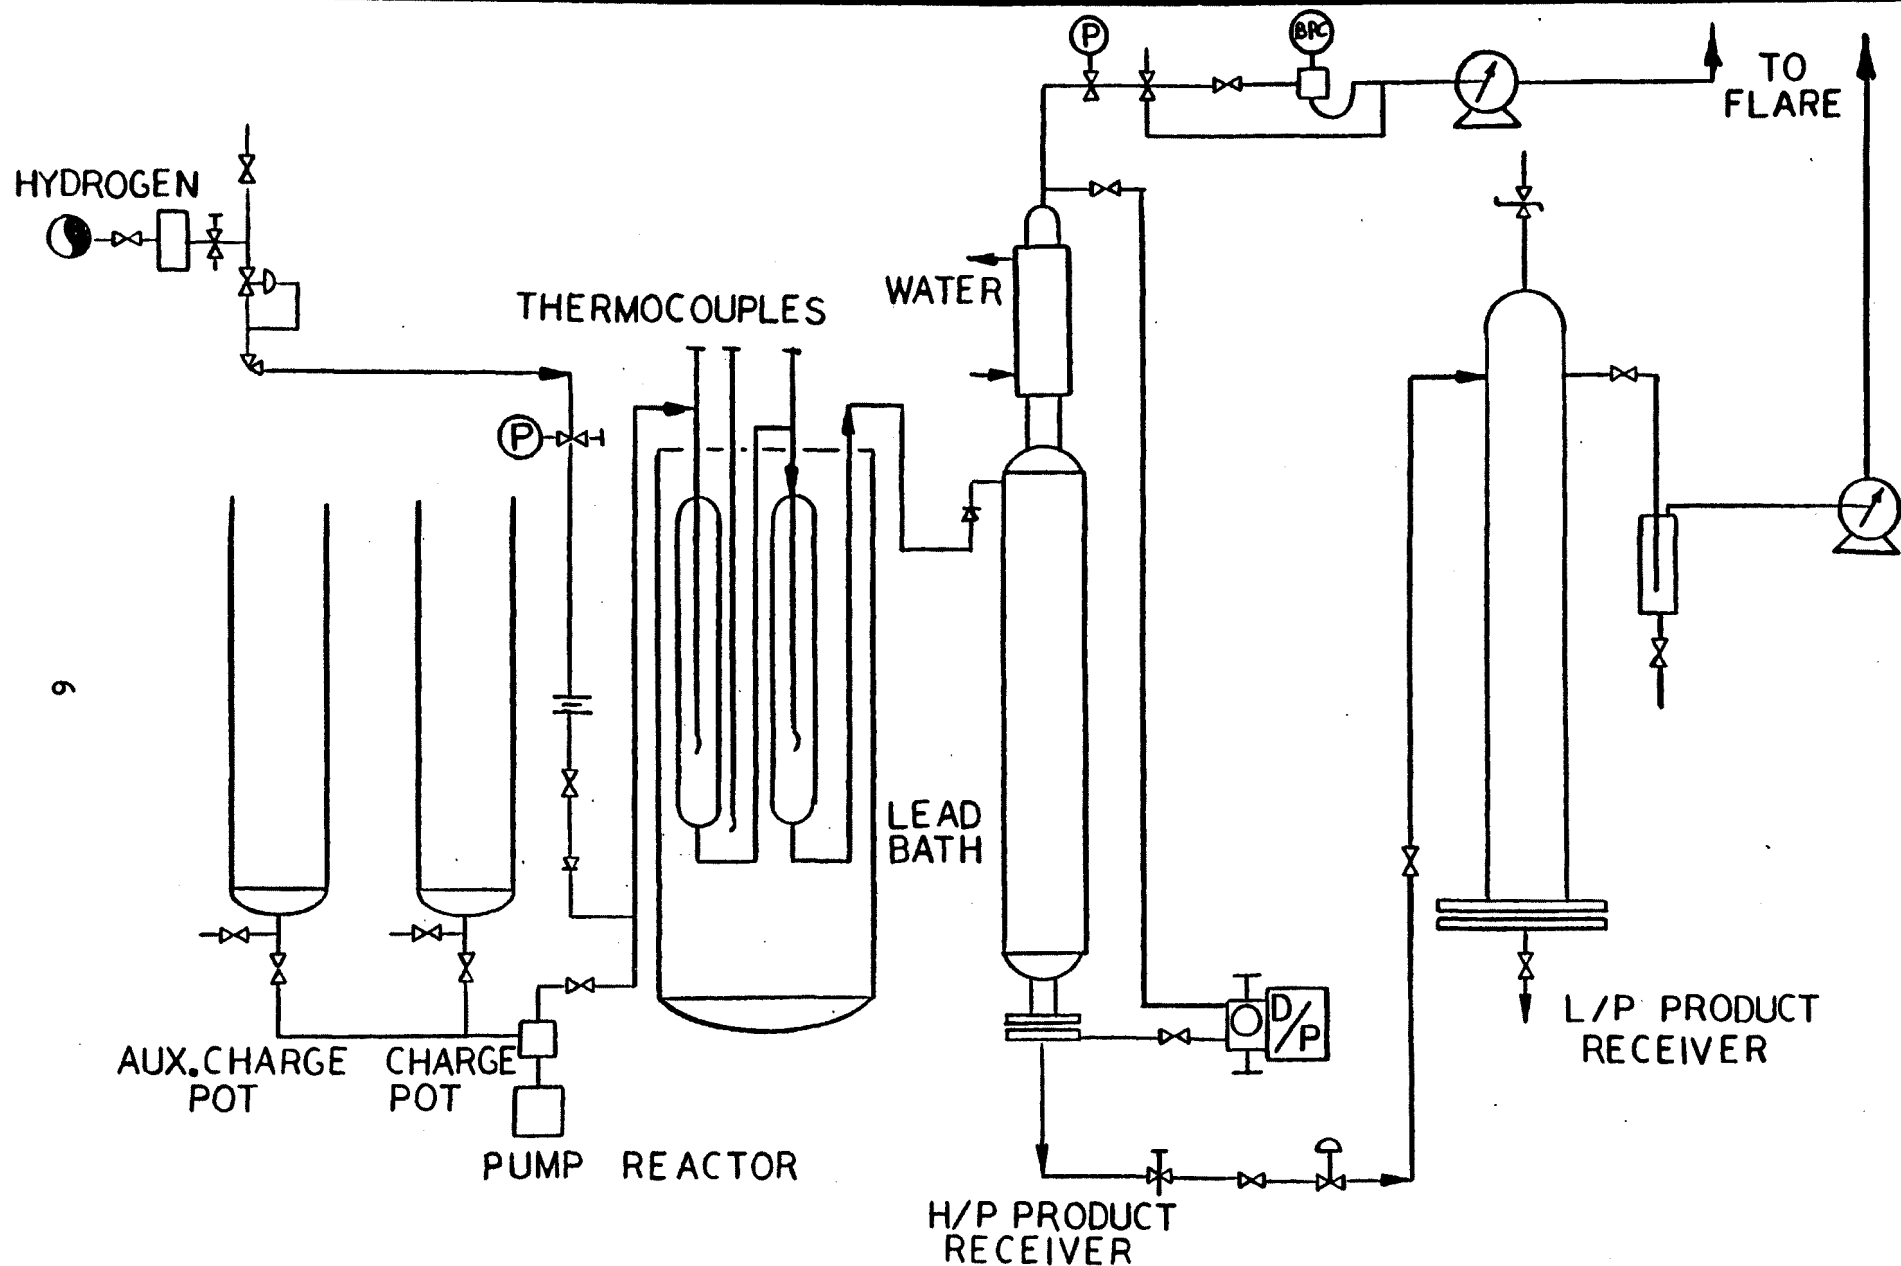 P
BPC
TO
FLARE
HYDROGEN
THERMOCOUPLES
WATER
P
LEAD
BATH
6
D/P
L/P PRODUCT
RECEIVER
AUX. CHARGE
POT
CHARGE
POT
PUMP REACTOR
H/P PRODUCT
RECEIVER